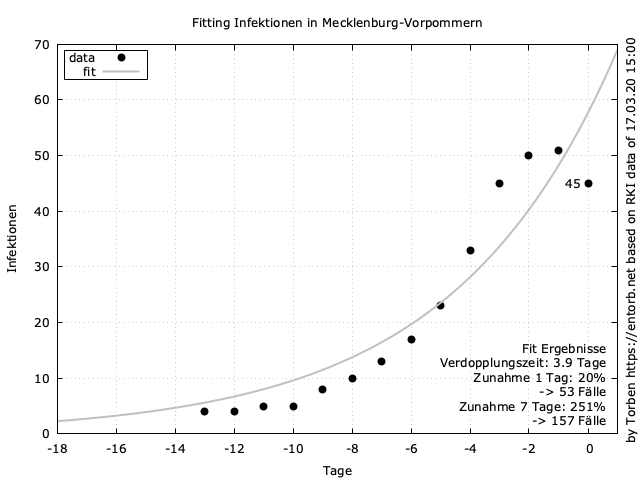 Fitting Infektionen in Mecklenburg-Vorpommern
70
60
50
40
30
20
10
0
Infektionen
data
fit
45
Fit Ergebnisse
Verdopplungszeit: 3.9 Tage
Zunahme 1 Tag: 20%
-> 53 Fälle
Zunahme 7 Tage: 251%
-> 157 Fälle
-18 -16 -14 -12 -10 -8 -6 -4 -2 0
Tage
by Torben https://entorb.net based on RKI data of 17.03.20 15:00